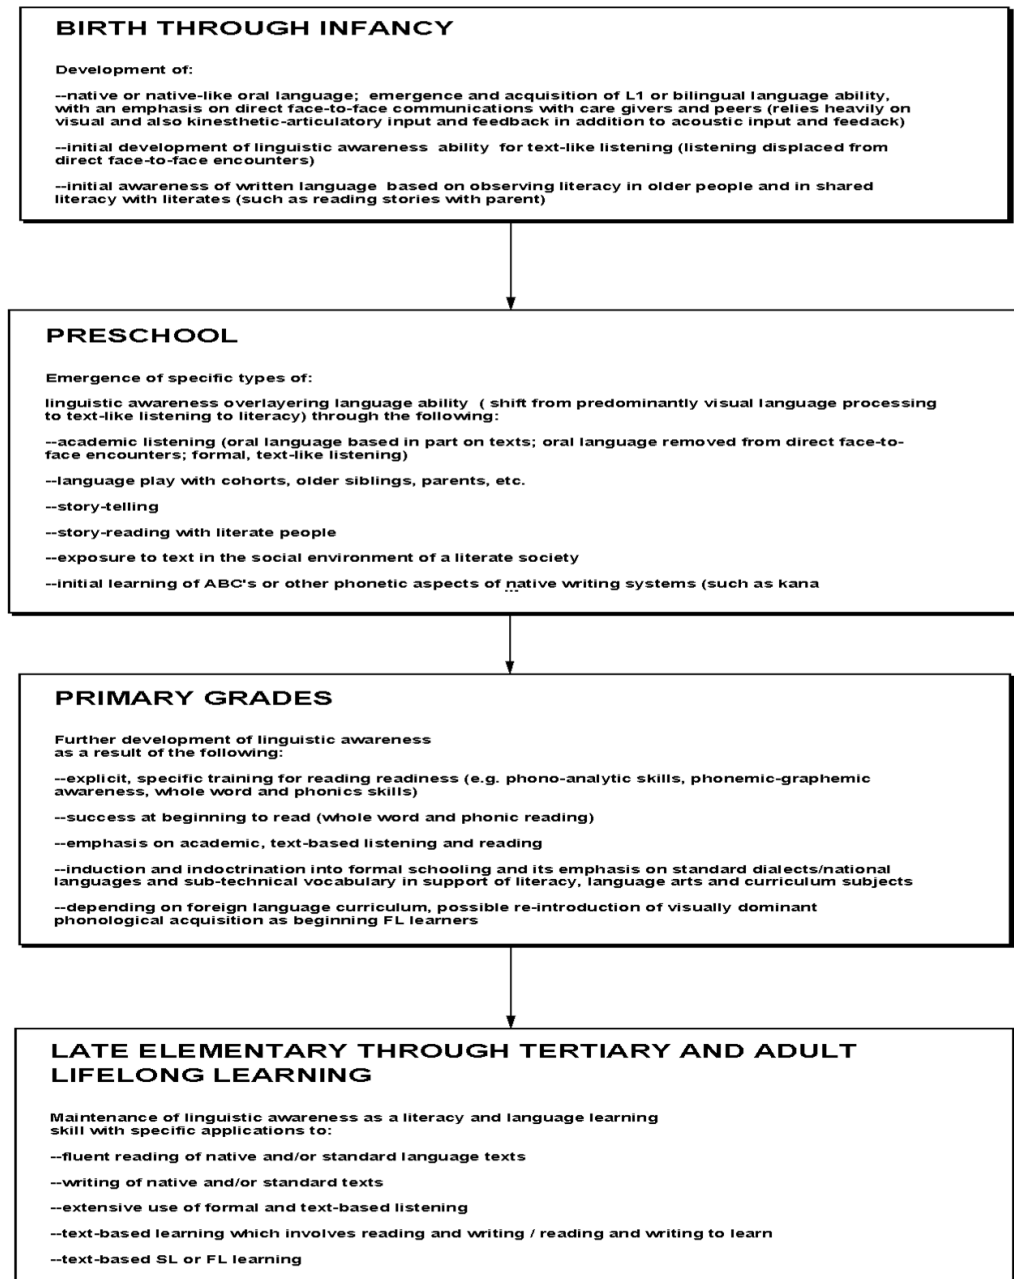 BIRTH THROUGH INFANCY
Development of:
--native or native-like oral language;  emergence and acquisition of L1 or bilingual language ability,
with an emphasis on direct face-to-face communications with care givers and peers (relies heavily on
visual and also kinesthetic-articulatory input and feedback in addition to acoustic input and feedack)
--initial development of linguistic awareness  ability  for text-like listening (listening displaced from
direct face-to-face encounters)
--initial awareness of written language  based on observing literacy in older people and in shared
literacy with literates (such as reading stories with parent)
PRESCHOOL
Emergence of specific types of:
linguistic awareness overlayering language ability  ( shift from predominantly visual language processing
to text-like listening to literacy) through the following:
--academic listening (oral language based in part on texts; oral language removed from direct face-to-
face encounters; formal, text-like listening)
--language play with cohorts, older siblings, parents, etc.
--story-telling
--story-reading with literate people
--exposure to text in the social environment of a literate society
--initial learning of ABC's or other phonetic aspects of native writing systems (such as kana
PRIMARY GRADES
Further development of linguistic awareness
as a result of the following:
--explicit, specific training for reading readiness (e.g. phono-analytic skills, phonemic-graphemic
awareness, whole word and phonics skills)
--success at beginning to read (whole word and phonic reading)
--emphasis on academic, text-based listening and reading
--induction and indoctrination into formal schooling and its emphasis on standard dialects/national
languages and sub-technical vocabulary in support of literacy, language arts and curriculum subjects
--depending on foreign language curriculum, possible re-introduction of visually dominant
phonological acquisition as beginning FL learners
LATE ELEMENTARY THROUGH TERTIARY AND ADULT
LIFELONG LEARNING
Maintenance of linguistic awareness as a literacy and language learning
skill with specific applications to:
--fluent reading of native and/or standard language texts
--writing of native and/or standard texts
--extensive use of formal and text-based listening
--text-based learning which involves reading and writing / reading and writing to learn
--text-based SL or FL learning